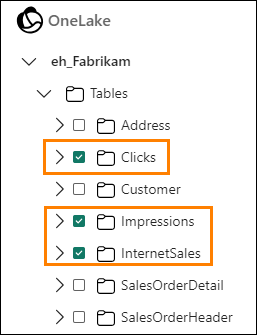 OneLake
eh_Fabrikam
Tables
Address
Clicks
Customer
Impressions
InternetSales
SalesOrderDetail
SalesOrderHeader